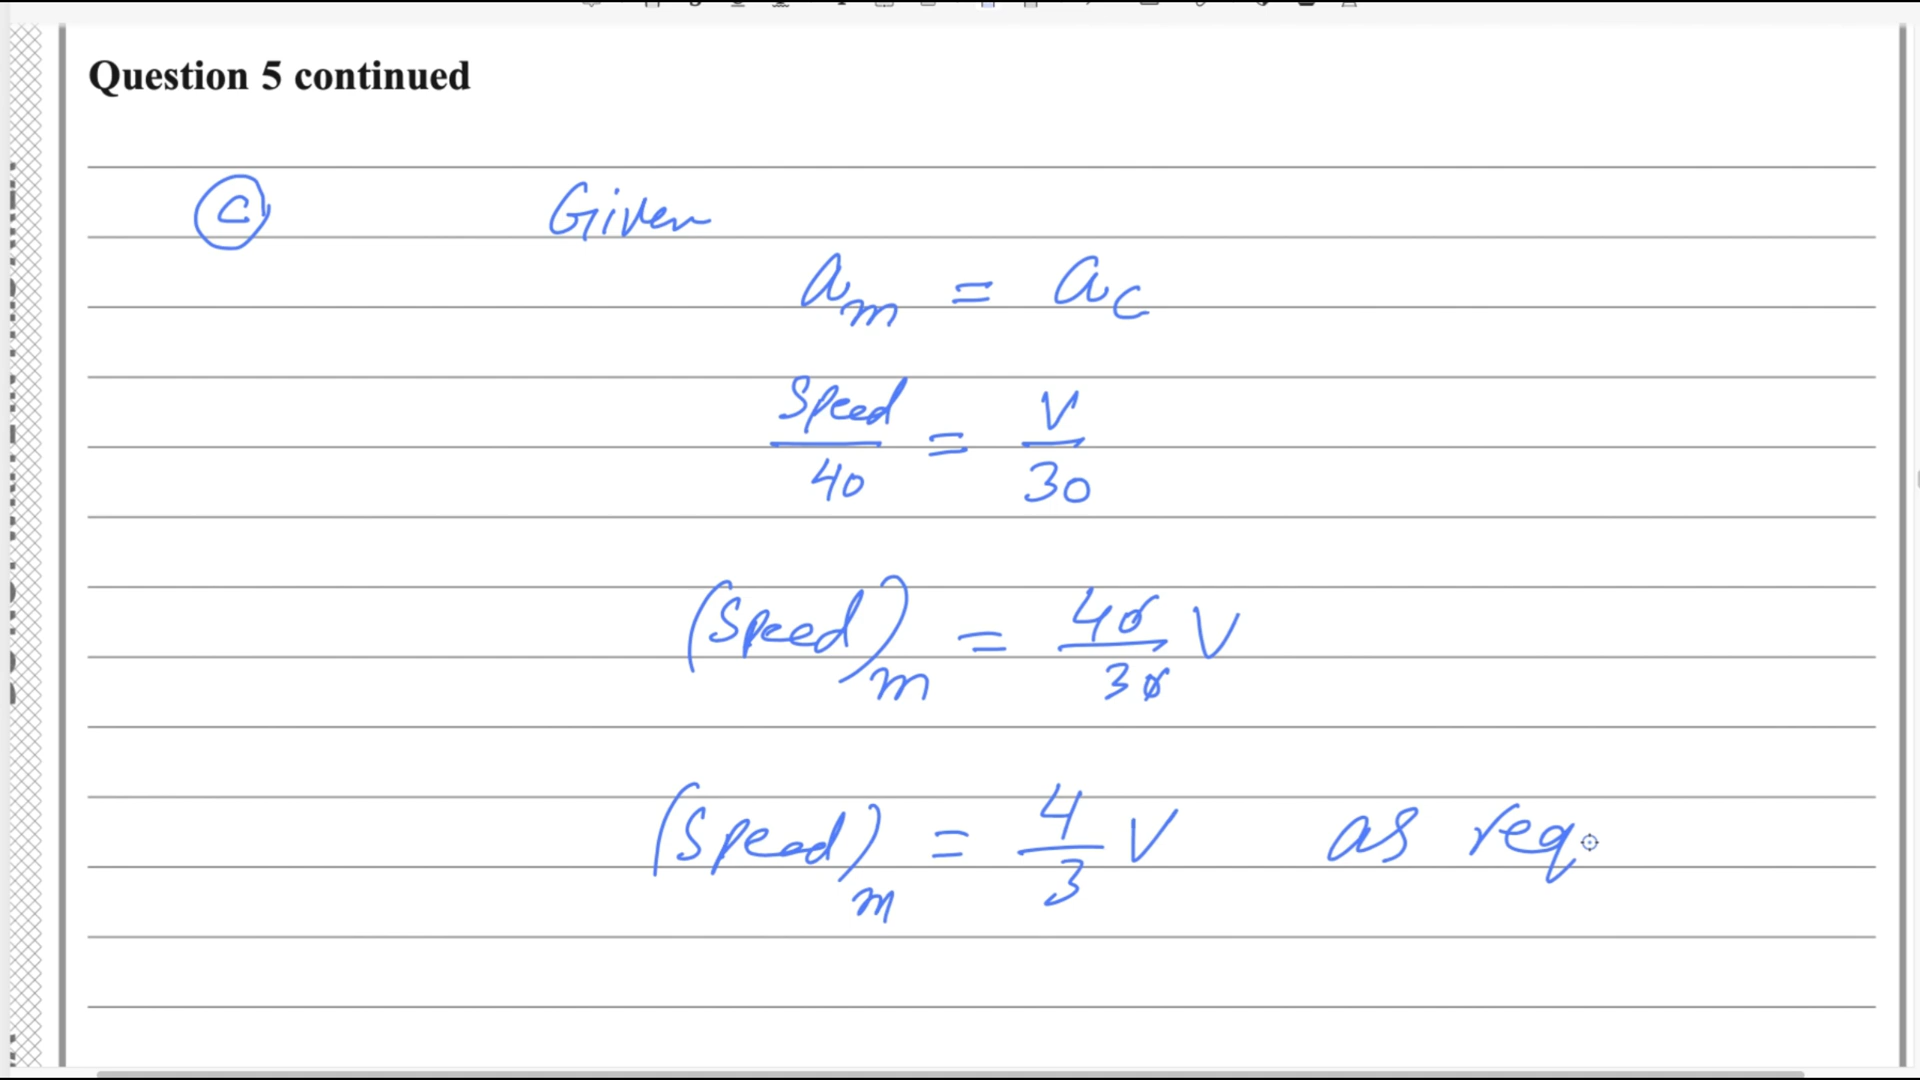 Question 5 continued
(c) Given
a_m = a_c
Speed/40 = V/30
(Speed)_m = 40/30 V
(Speed)_m = 4/3 V as req